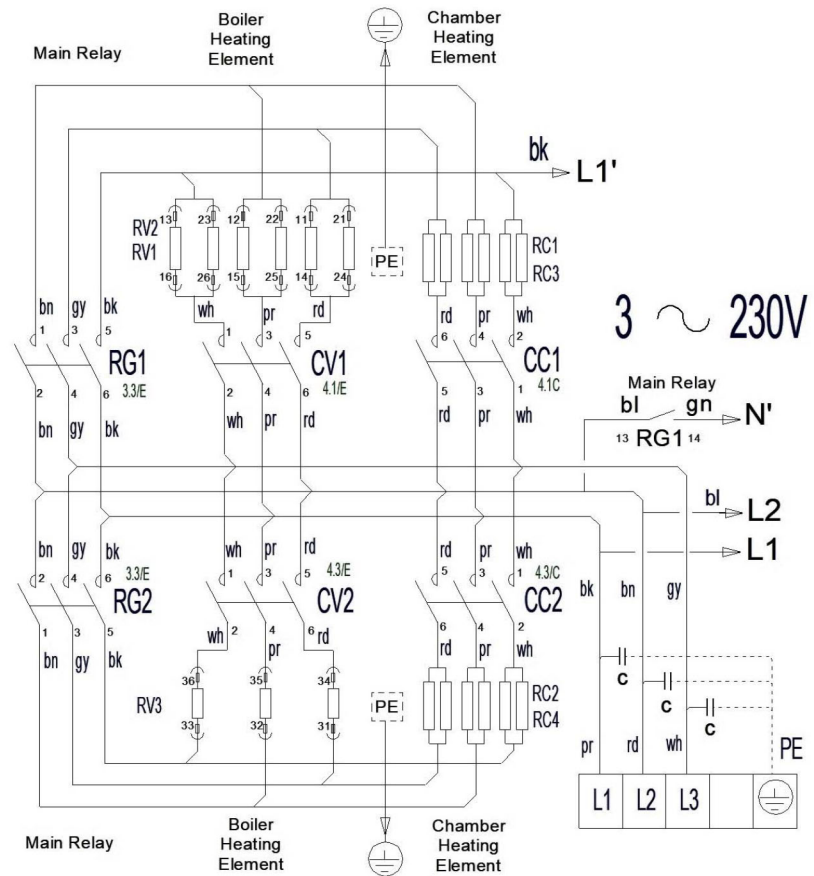 Boiler
Heating
Element
Chamber
Heating
Element
Main Relay
bk
L1'
13 23 12 22 11 21
RV2
RV1
PE
RC1
RC3
16 26 15 25 14 24
bn gy bk
wh pr rd
rd pr wh
1 3 5
1 3 5
6 4 2
3 230V
RG1
CV1
CC1
3.3/E
4.1/E
4.1C
2 4 6
2 4 6
5 3 1
Main Relay
bl gn
N'
13 RG1 14
bn gy bk
wh pr rd
rd pr wh
bl
L2
L1
bn gy bk
wh pr rd
rd pr wh
2 4 6
3.3/E
1 3 5
4.3/E
5 3 1
4.3/C
RG2
CV2
CC2
bk bn gy
1 3 5
2 4 6
6 4 2
bn gy bk
wh pr rd
rd pr wh
36 35 34
RV3
33 32 31
PE
RC2
RC4
C
C
C
pr rd wh
PE
L1 L2 L3
Main Relay
Boiler
Heating
Element
Chamber
Heating
Element